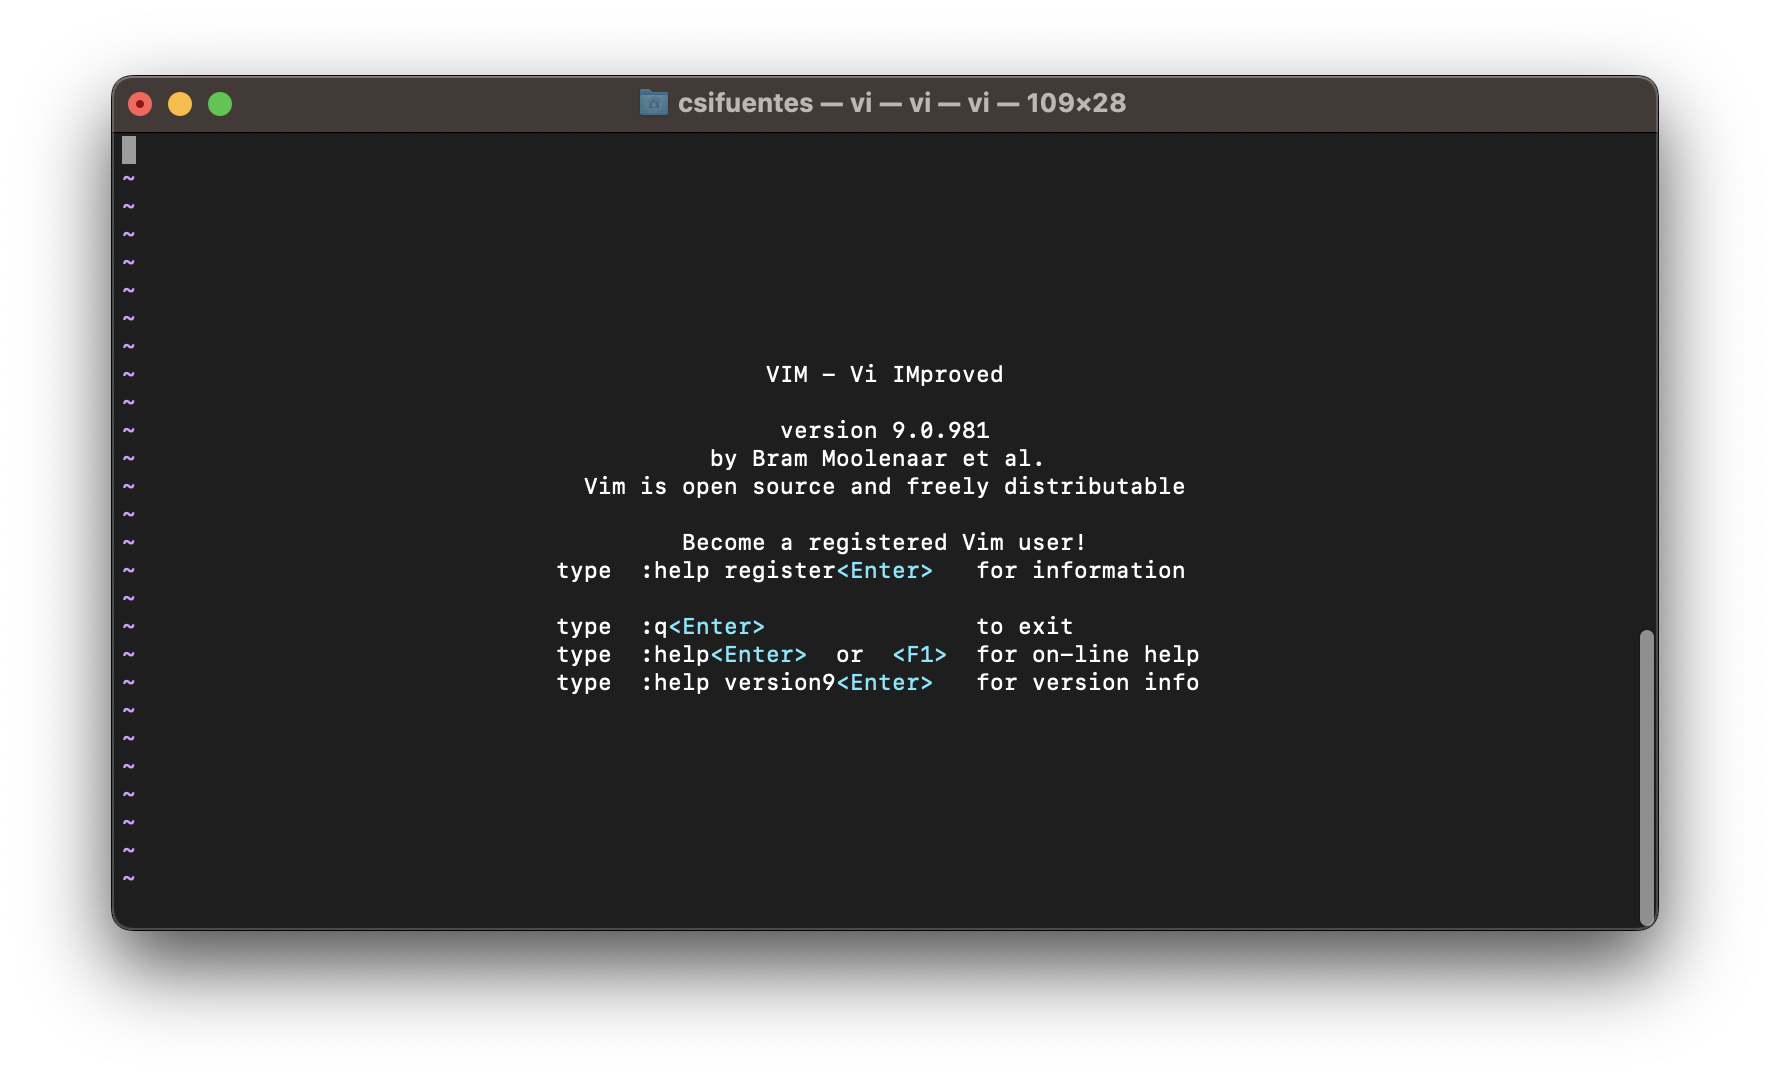 csifuentes — vi — vi — vi — 109×28
~
~
~
~
~
~
~
~ VIM - Vi IMproved
~
~ version 9.0.981
~ by Bram Moolenaar et al.
~ Vim is open source and freely distributable
~
~ Become a registered Vim user!
~ type  :help register<Enter>   for information
~
~ type  :q<Enter>               to exit
~ type  :help<Enter>  or  <F1>  for on-line help
~ type  :help version9<Enter>   for version info
~
~
~
~
~
~
~